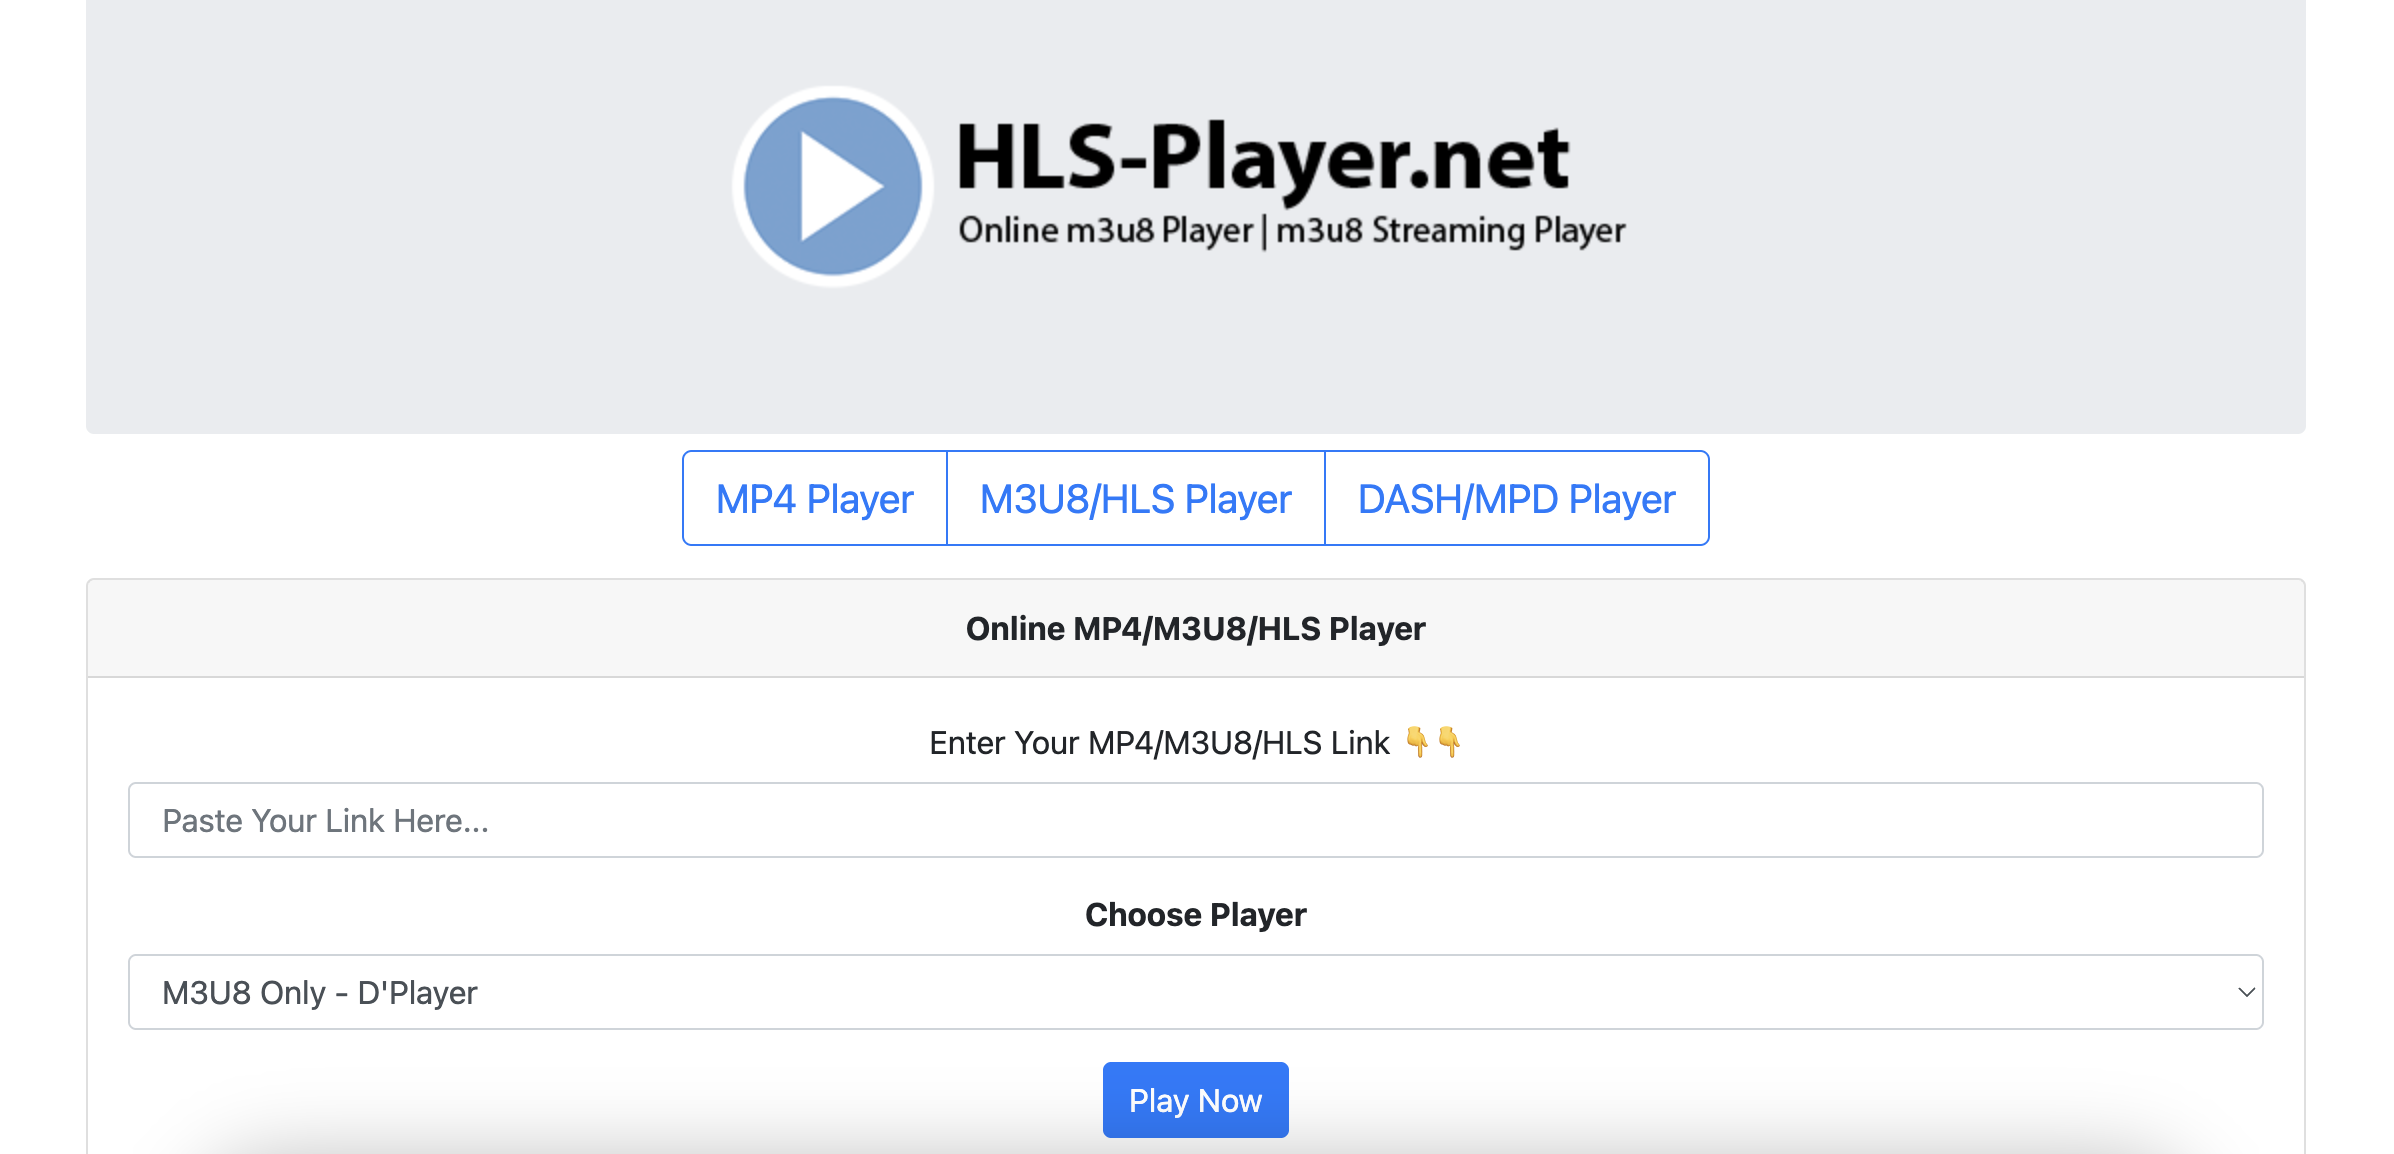 HLS-Player.net
Online m3u8 Player | m3u8 Streaming Player
MP4 Player
M3U8/HLS Player
DASH/MPD Player
Online MP4/M3U8/HLS Player
Enter Your MP4/M3U8/HLS Link 👇👇
Paste Your Link Here...
Choose Player
M3U8 Only - D'Player
Play Now